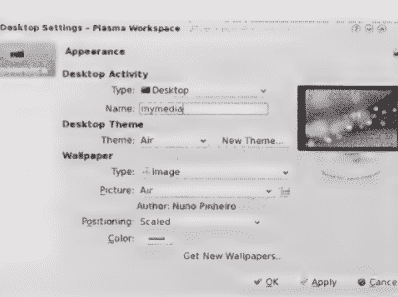 Desktop Settings – Plasma Workspace
Appearance
Desktop Activity
Type: Desktop
Name: mymedia
Desktop Theme
Theme: Air New Theme...
Wallpaper
Type: Image
Picture: Air
Author: Nuno Pinheiro
Positioning: Scaled
Color:
Get New Wallpapers..
OK Apply Cance